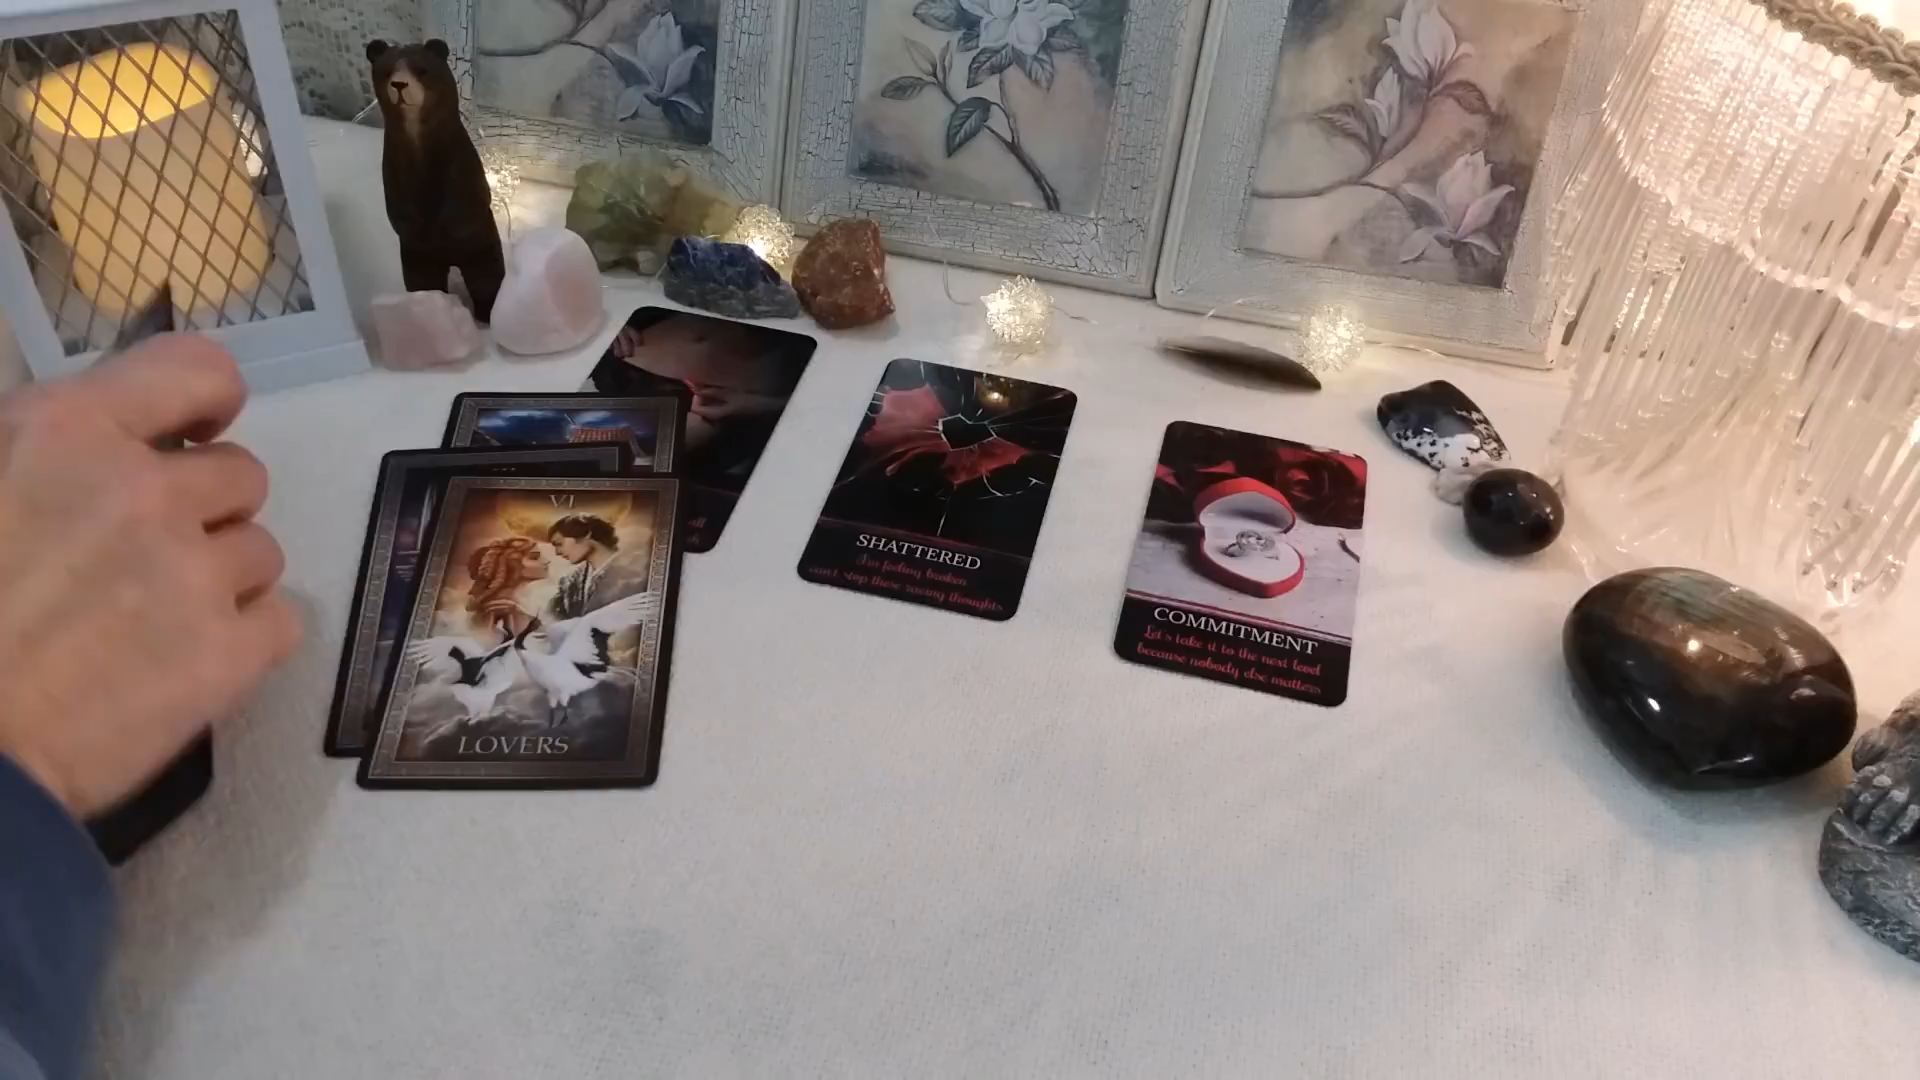 VI
LOVERS
SHATTERED
I'm feeling broken
can't stop these racing thoughts
COMMITMENT
Let's take it to the next level
because nobody else matters